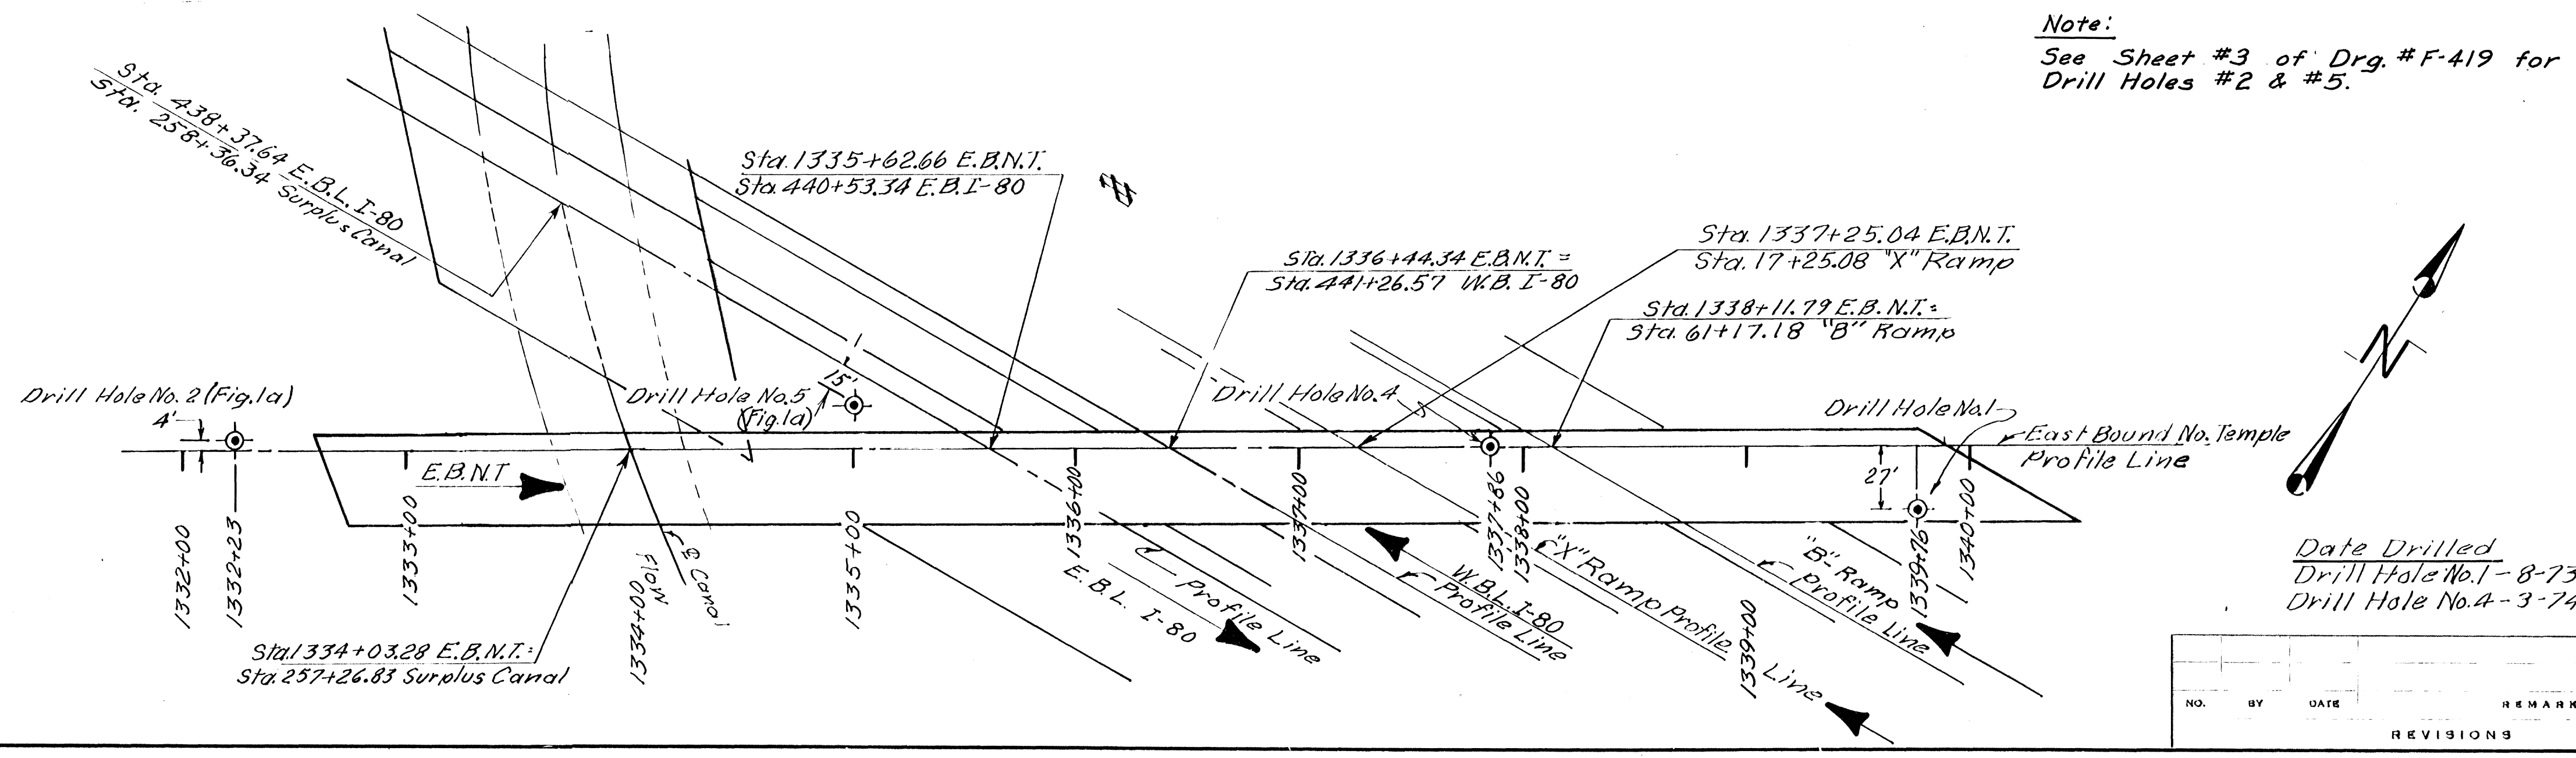 Note:
See Sheet #3 of Drg. #F-419 for
Drill Holes #2 & #5.
Sta. 438+37.64 E.B.L. I-80
Sta. 258+36.34 Surplus Canal
Sta. 1335+62.66 E.B.N.T.
Sta. 440+53.34 E.B.I-80
Sta. 1336+44.34 E.B.N.T. =
Sta. 441+26.57 W.B. I-80
Sta. 1337+25.04 E.B.N.T.
Sta. 17+25.08 "X" Ramp
Sta. 1338+11.79 E.B.N.T. =
Sta. 61+17.18 "B" Ramp
N
Drill Hole No. 2 (Fig.1a)
4'
Drill Hole No.5
(Fig.1a)
15'
Drill Hole No.4
Drill Hole No.1
East Bound No. Temple
Profile Line
E.B.N.T
27'
1332+00
1332+23
1333+00
1334+00
Flow
℄ Canal
1335+00
1336+00
1337+00
1337+86
1338+00
1339+00
1339+76
1340+00
Profile Line
E.B.L. I-80
W.B.L. I-80
Profile Line
"X" Ramp Profile Line
"B"-Ramp
Profile Line
Sta.1334+03.28 E.B.N.T. =
Sta. 257+26.83 Surplus Canal
Date Drilled
Drill Hole No.1 - 8-73
Drill Hole No.4 - 3-74
NO. BY DATE REMARK
REVISIONS